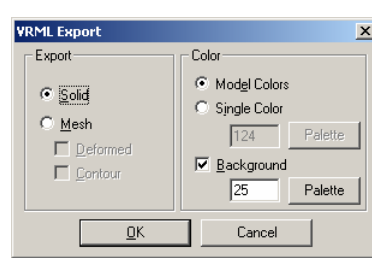 VRML Export
Export
Solid
Mesh
Deformed
Contour
Color
Model Colors
Single Color
124 Palette
Background
25 Palette
OK Cancel